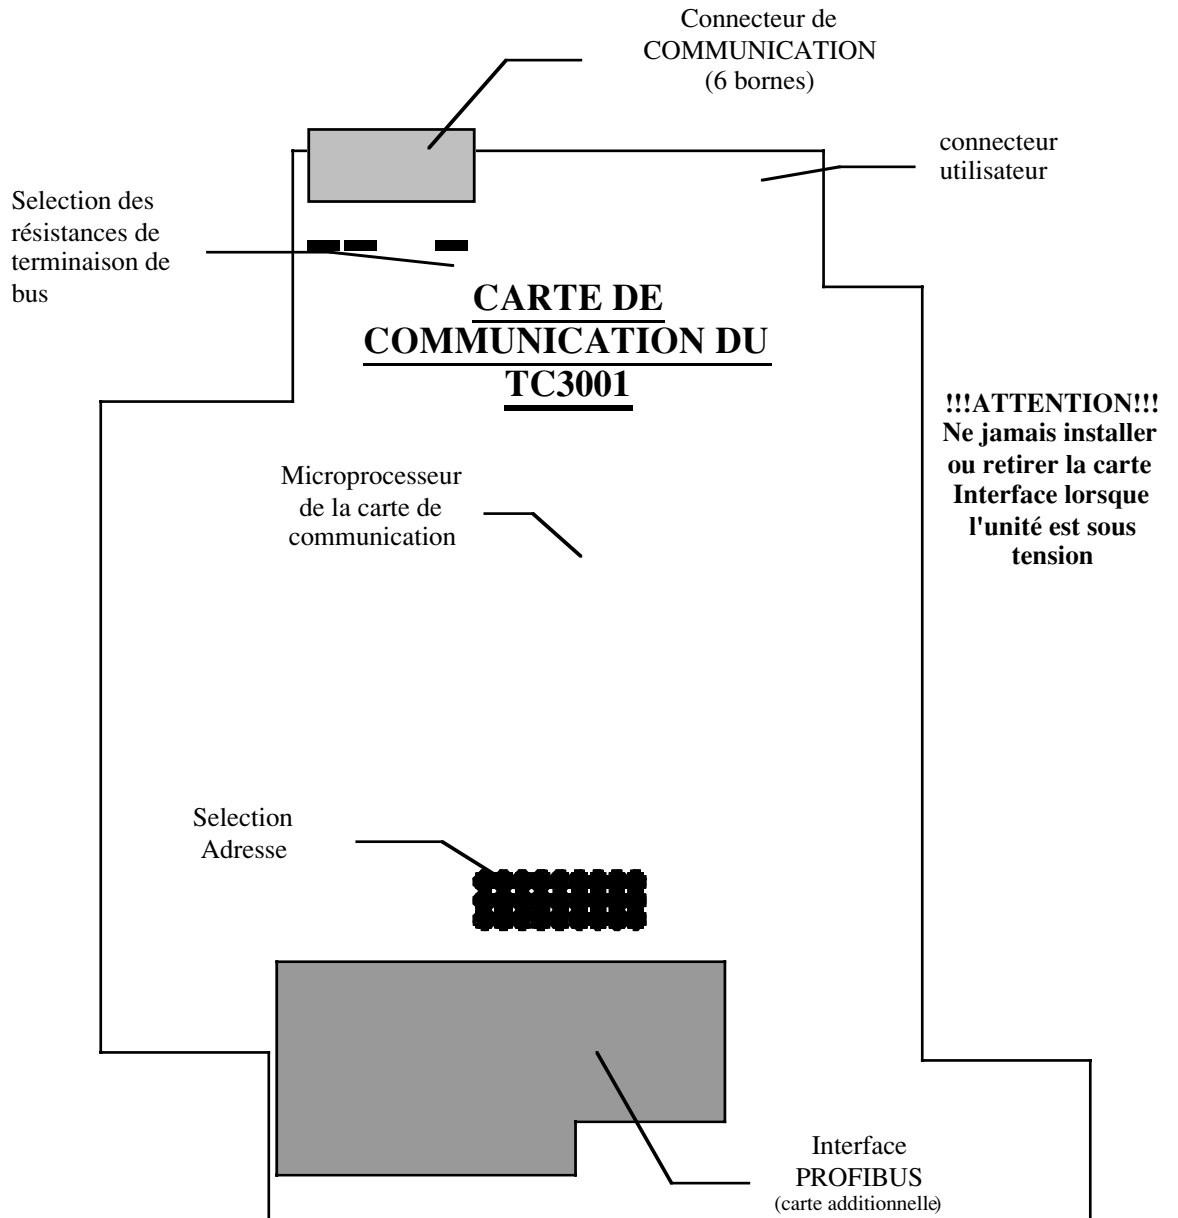 Connecteur de
COMMUNICATION
(6 bornes)
connecteur
utilisateur
Selection des
résistances de
terminaison de
bus
CARTE DE
COMMUNICATION DU
TC3001
!!!ATTENTION!!!
Ne jamais installer
ou retirer la carte
Interface lorsque
l'unité est sous
tension
Microprocesseur
de la carte de
communication
Selection
Adresse
Interface
PROFIBUS
(carte additionnelle)